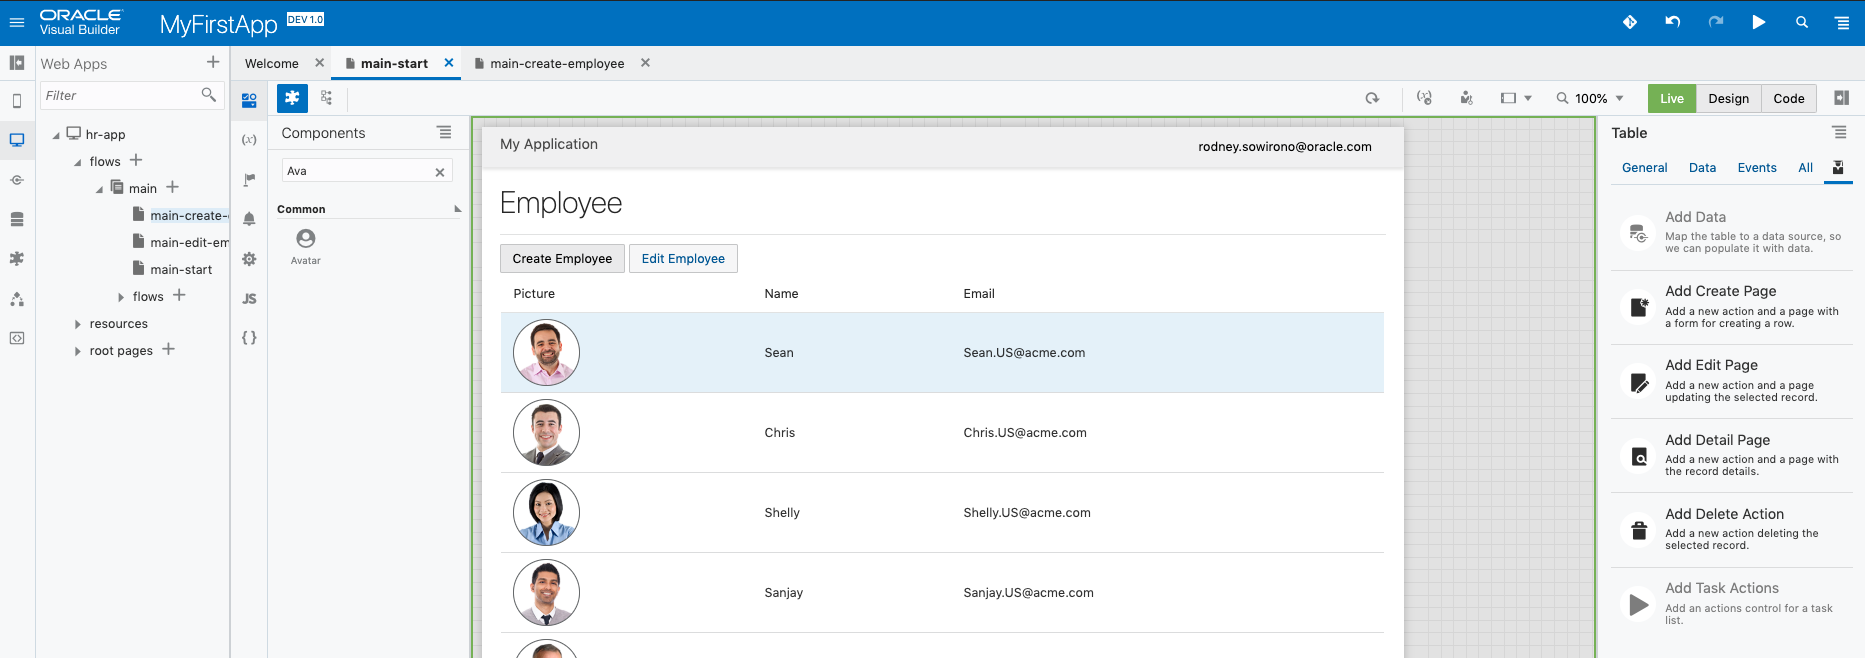 ORACLE
Visual Builder
MyFirstApp
DEV 1.0
Web Apps
Welcome
main-start
main-create-employee
Filter
100%
Live
Design
Code
hr-app
flows
main
main-create-
main-edit-em
main-start
flows
resources
root pages
(x)
JS
{ }
Components
Ava
Common
Avatar
My Application
rodney.sowirono@oracle.com
Employee
Create Employee
Edit Employee
Picture
Name
Email
Sean
Sean.US@acme.com
Chris
Chris.US@acme.com
Shelly
Shelly.US@acme.com
Sanjay
Sanjay.US@acme.com
Table
General
Data
Events
All
Add Data
Map the table to a data source, so
we can populate it with data.
Add Create Page
Add a new action and a page with
a form for creating a row.
Add Edit Page
Add a new action and a page
updating the selected record.
Add Detail Page
Add a new action and a page with
the record details.
Add Delete Action
Add a new action deleting the
selected record.
Add Task Actions
Add an actions control for a task
list.